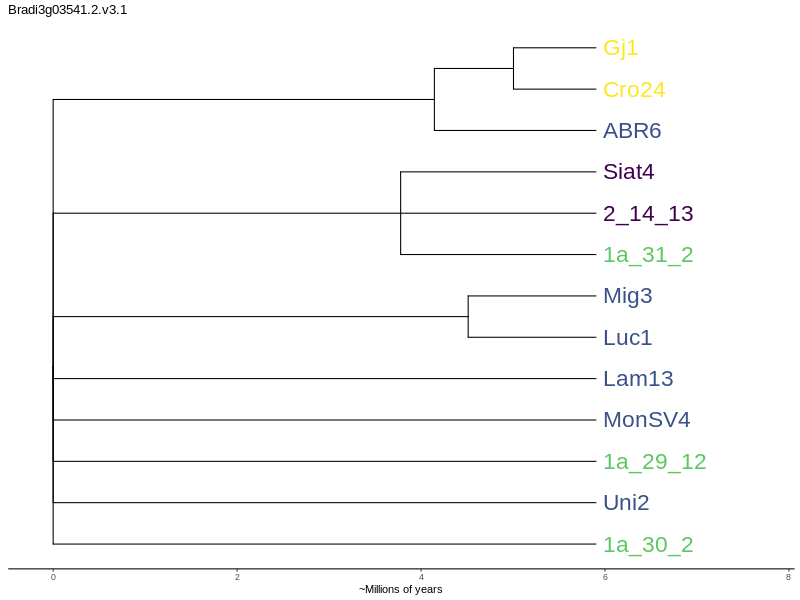 Bradi3g03541.2.v3.1
Gj1
Cro24
ABR6
Siat4
2_14_13
1a_31_2
Mig3
Luc1
Lam13
MonSV4
1a_29_12
Uni2
1a_30_2
0 2 4 6 8
~Millions of years